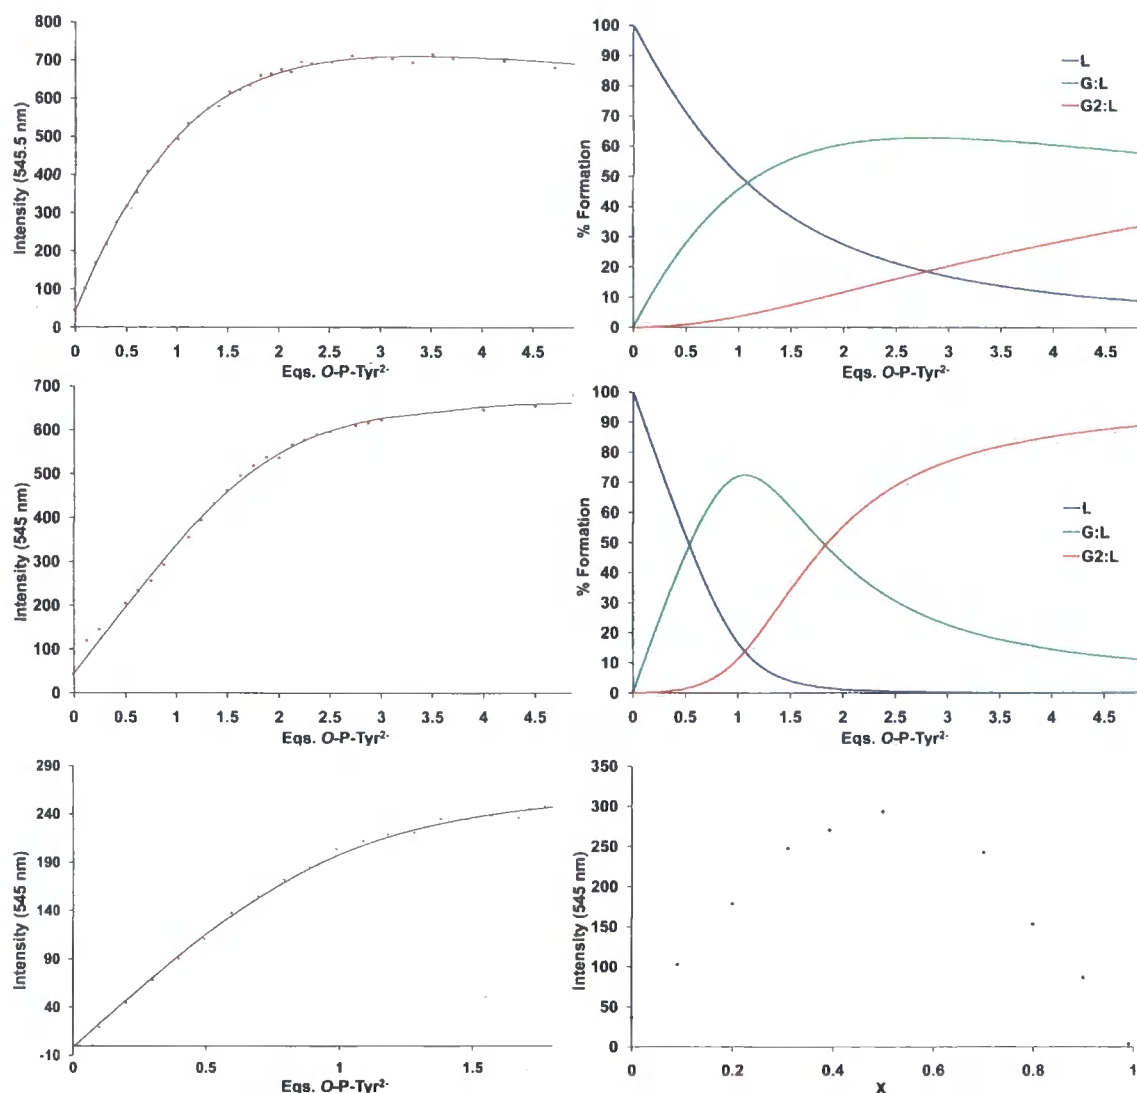 800
700
600
500
400
300
200
100
0
Intensity (545.5 nm)
0 0.5 1 1.5 2 2.5 3 3.5 4 4.5
Eqs. O-P-Tyr²⁻
100
90
80
70
60
50
40
30
20
10
0
% Formation
L
G:L
G2:L
0 0.5 1 1.5 2 2.5 3 3.5 4 4.5
Eqs. O-P-Tyr²⁻
700
600
500
400
300
200
100
0
Intensity (545 nm)
0 0.5 1 1.5 2 2.5 3 3.5 4 4.5
Eqs. O-P-Tyr²⁻
100
90
80
70
60
50
40
30
20
10
0
% Formation
L
G:L
G2:L
0 0.5 1 1.5 2 2.5 3 3.5 4 4.5
Eqs. O-P-Tyr²⁻
290
240
190
140
90
40
-10
Intensity (545 nm)
0 0.5 1 1.5
Eqs. O-P-Tyr²⁻
350
300
250
200
150
100
50
0
Intensity (545 nm)
0 0.2 0.4 0.6 0.8 1
X